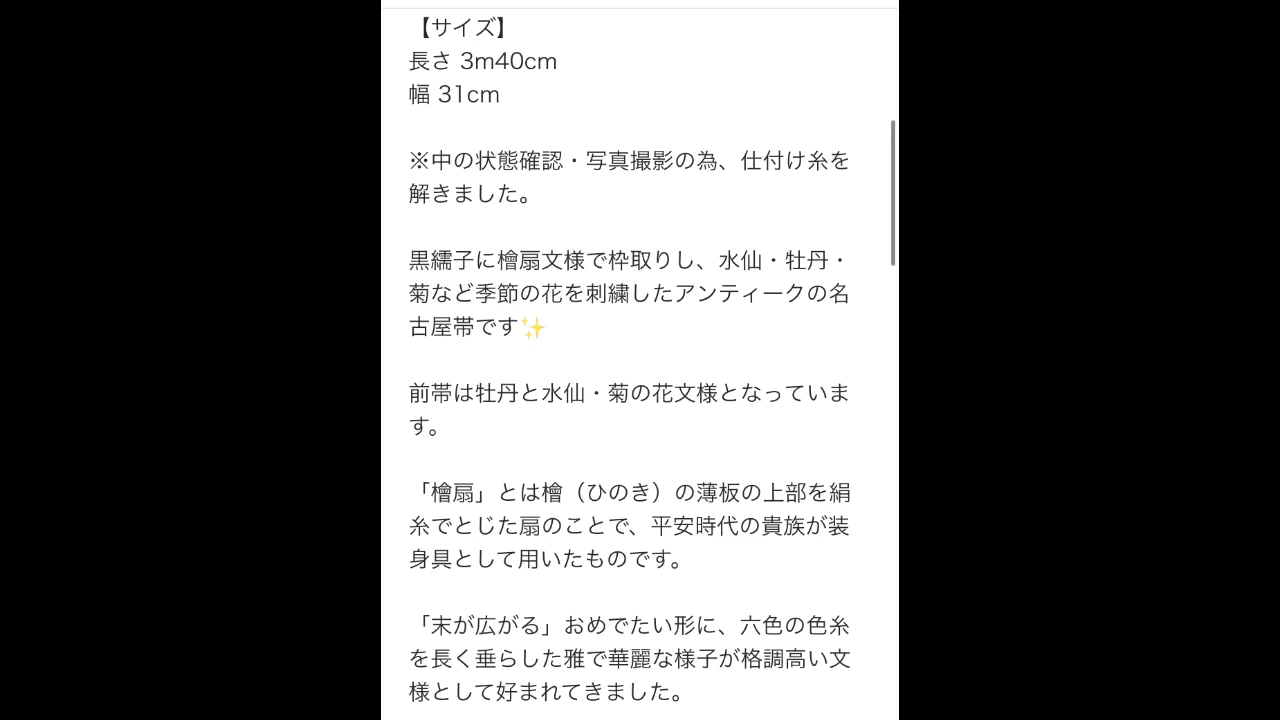 【サイズ】
長さ 3m40cm
幅 31cm
※中の状態確認・写真撮影の為、仕付け糸を
解きました。
黒繻子に檜扇文様で枠取りし、水仙・牡丹・
菊など季節の花を刺繍したアンティークの名
古屋帯です✨
前帯は牡丹と水仙・菊の花文様となっていま
す。
「檜扇」とは檜（ひのき）の薄板の上部を絹
糸でとじた扇のことで、平安時代の貴族が装
身具として用いたものです。
「末が広がる」おめでたい形に、六色の色糸
を長く垂らした雅で華麗な様子が格調高い文
様として好まれてきました。